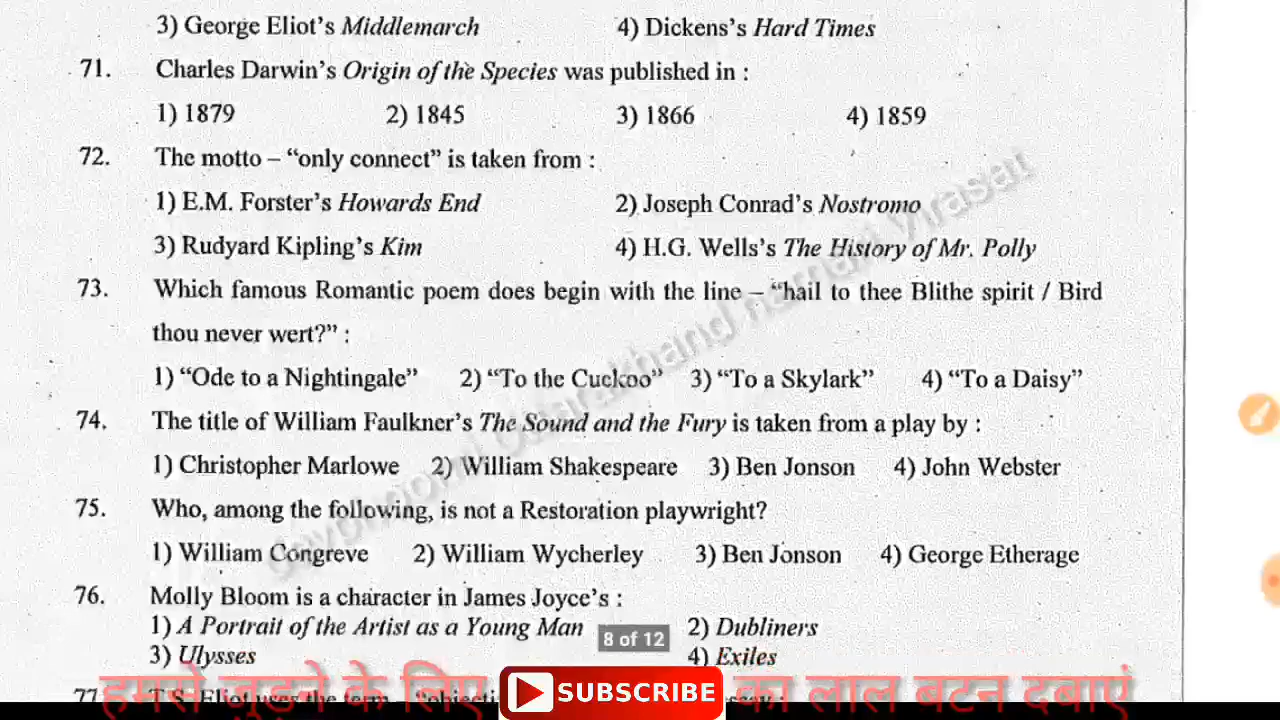 3) George Eliot's Middlemarch 4) Dickens's Hard Times
71. Charles Darwin's Origin of the Species was published in :
1) 1879 2) 1845 3) 1866 4) 1859
72. The motto – "only connect" is taken from :
1) E.M. Forster's Howards End 2) Joseph Conrad's Nostromo
3) Rudyard Kipling's Kim 4) H.G. Wells's The History of Mr. Polly
73. Which famous Romantic poem does begin with the line – "hail to thee Blithe spirit / Bird
thou never wert?" :
1) "Ode to a Nightingale" 2) "To the Cuckoo" 3) "To a Skylark" 4) "To a Daisy"
74. The title of William Faulkner's The Sound and the Fury is taken from a play by :
1) Christopher Marlowe 2) William Shakespeare 3) Ben Jonson 4) John Webster
75. Who, among the following, is not a Restoration playwright?
1) William Congreve 2) William Wycherley 3) Ben Jonson 4) George Etherage
76. Molly Bloom is a character in James Joyce's :
1) A Portrait of the Artist as a Young Man 2) Dubliners
8 of 12
3) Ulysses 4) Exiles
हमसे जुड़ने के लिए SUBSCRIBE का लाल बटन दबाएं
77. T.S. Eliot uses the term